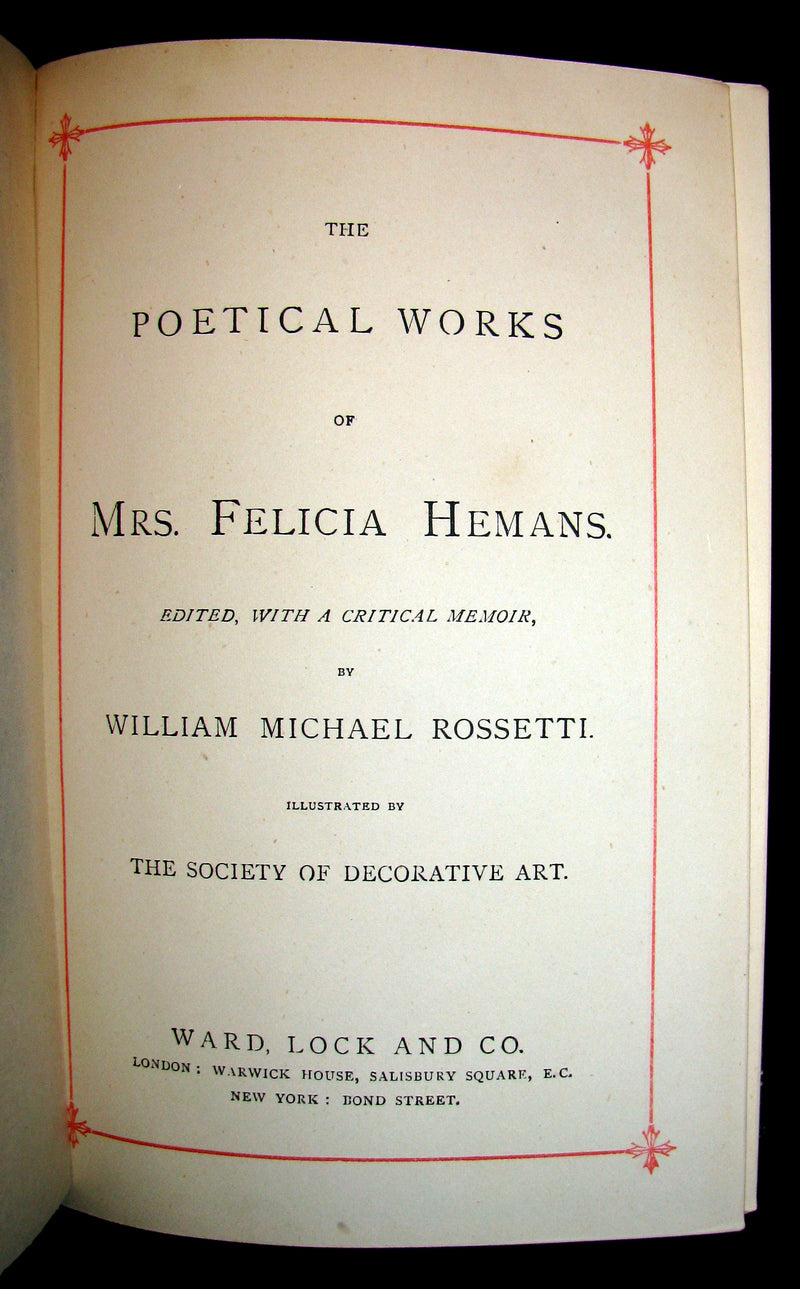 THE
POETICAL WORKS
OF
MRS. FELICIA HEMANS.
EDITED, WITH A CRITICAL MEMOIR,
BY
WILLIAM MICHAEL ROSSETTI.
ILLUSTRATED BY
THE SOCIETY OF DECORATIVE ART.
WARD, LOCK AND CO.
LONDON: WARWICK HOUSE, SALISBURY SQUARE, E.C.
NEW YORK: BOND STREET.